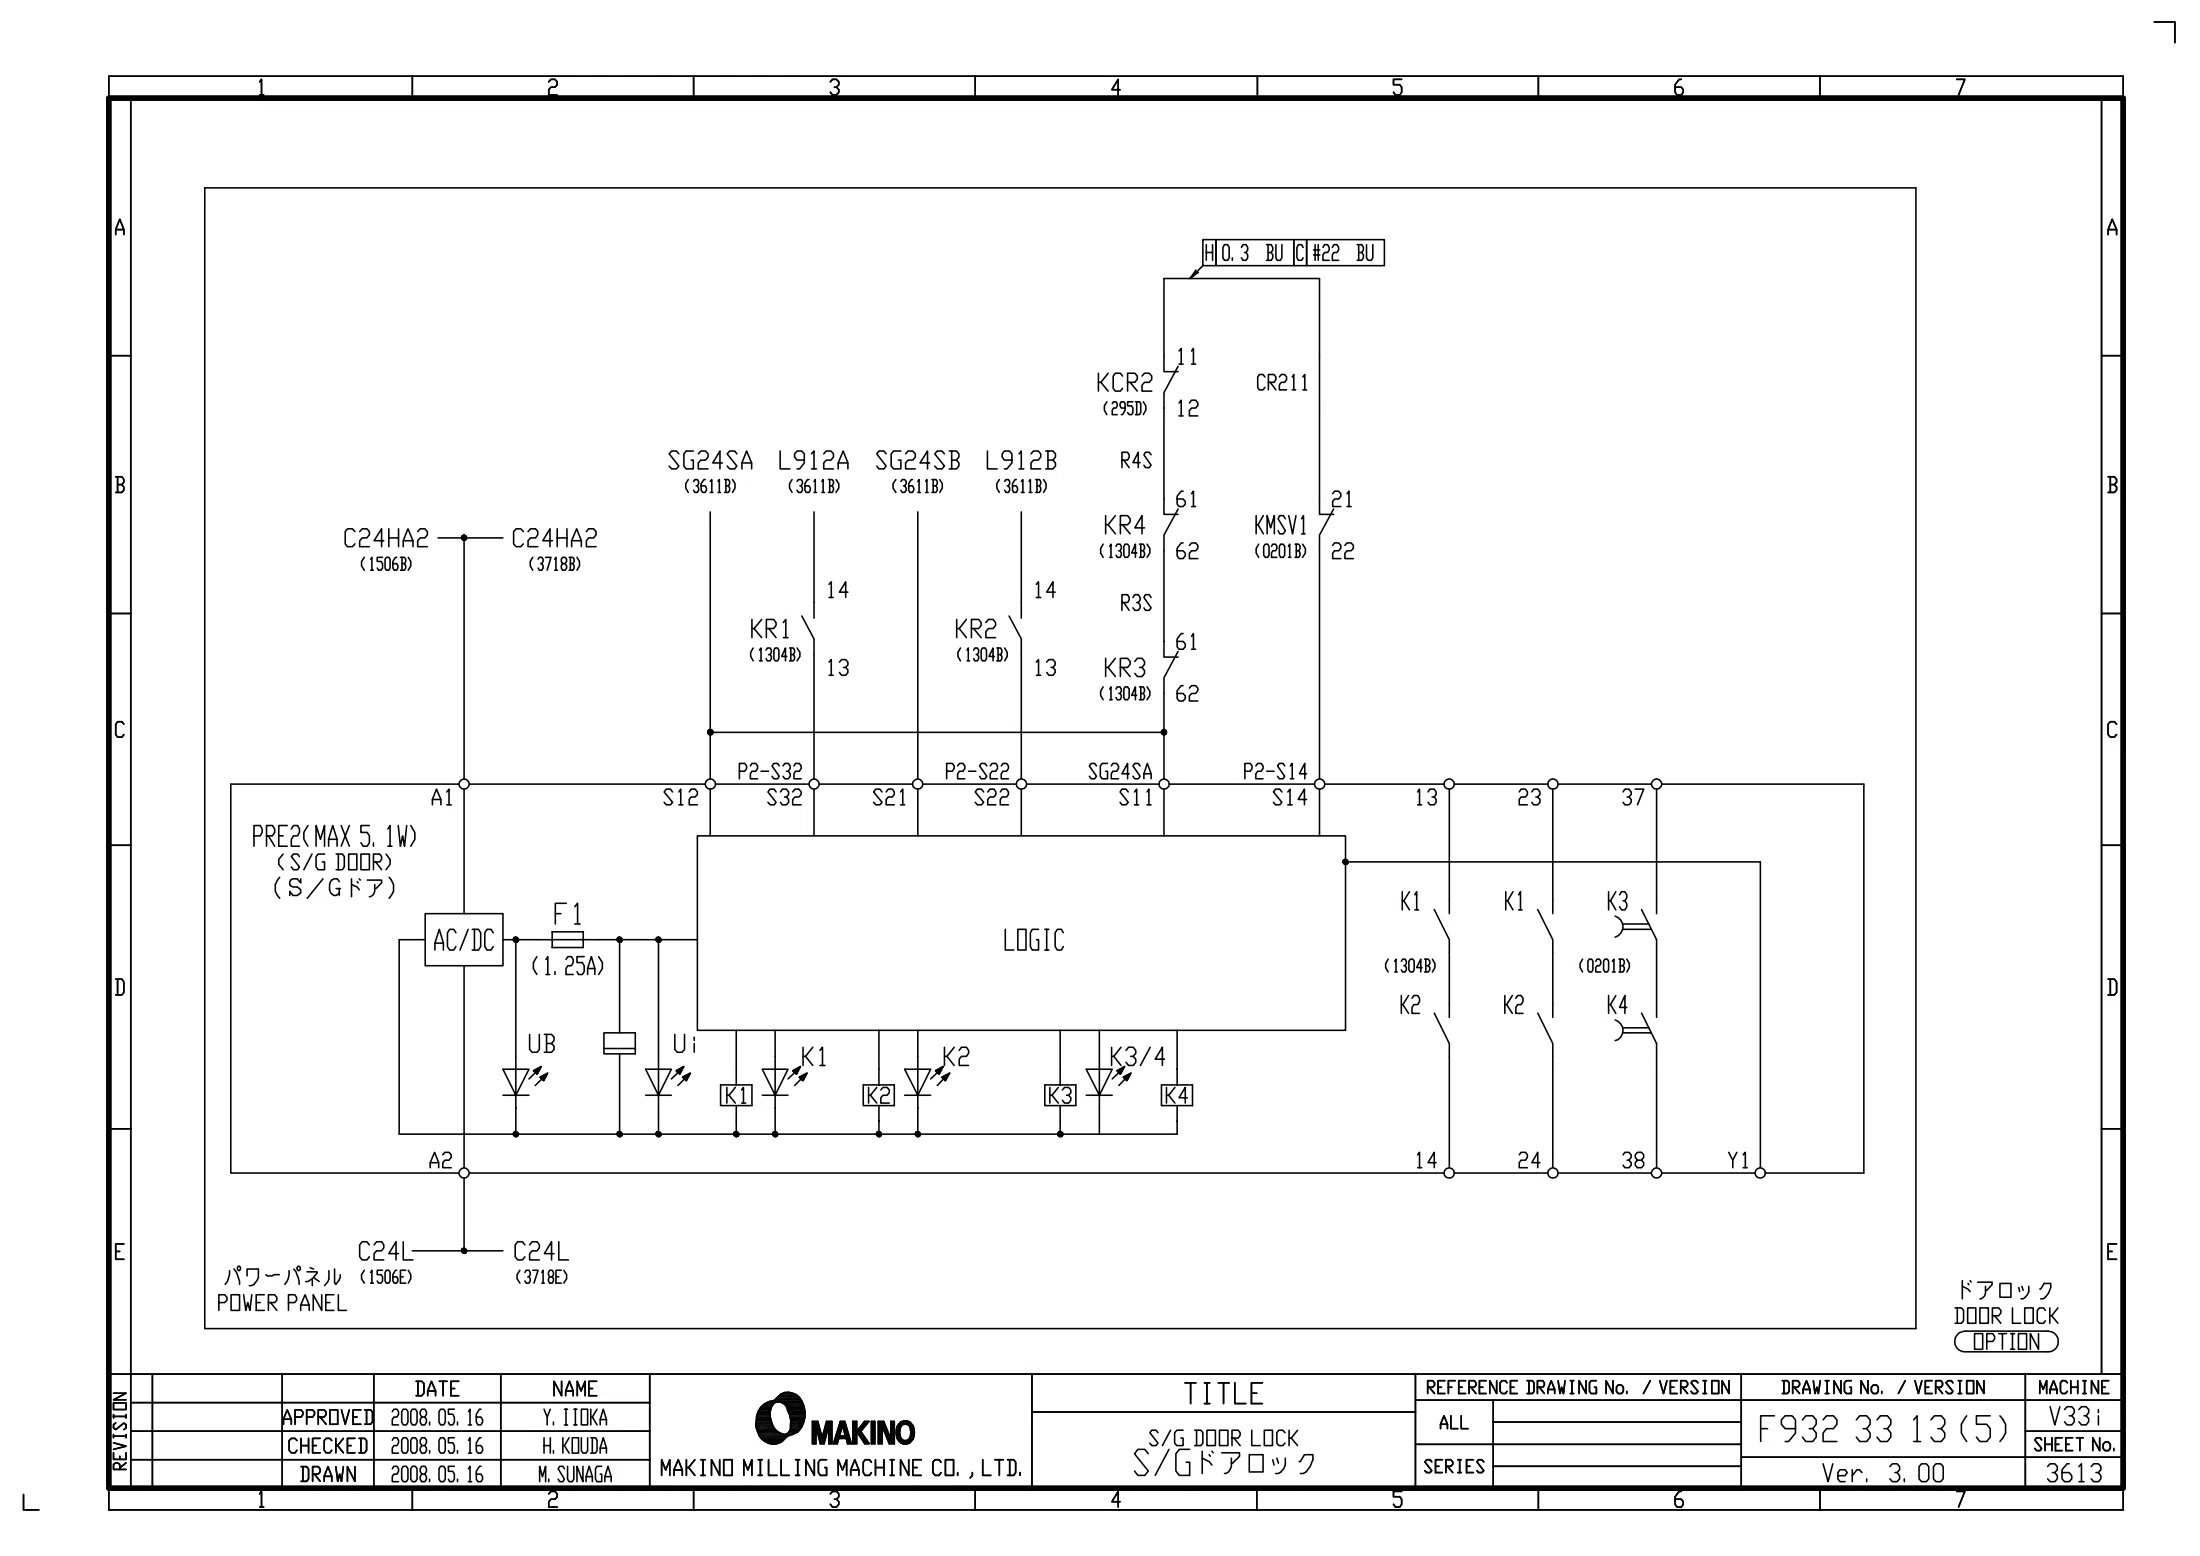 1 2 3 4 5 6 7
A A
H 0.3 BU C #22 BU
11
KCR2 CR211
(295D) 12
SG24SA L912A SG24SB L912B R4S
(3611B) (3611B) (3611B) (3611B)
B B
61 21
KR4 KMSV1
(1304B) 62 (0201B) 22
C24HA2 C24HA2
(1506B) (3718B)
14 14 R3S
KR1 KR2
(1304B) 13 (1304B) 13
61
KR3
(1304B) 62
C C
P2-S32 P2-S22 SG24SA P2-S14
A1 S12 S32 S21 S22 S11 S14 13 23 37
PRE2(MAX 5.1W)
(S/G DOOR)
(S/Gドア)
F1 K1 K1 K3
AC/DC LOGIC
(1.25A) (1304B) (0201B)
D D
K2 K2 K4
UB Ui K1 K2 K3/4
K1 K2 K3 K4
A2 14 24 38 Y1
E E
C24L C24L
(1506E) (3718E)
パワーパネル
POWER PANEL
ドアロック
DOOR LOCK
OPTION
REVISION
DATE NAME
APPROVED 2008.05.16 Y. IIOKA
CHECKED 2008.05.16 H. KOUDA
DRAWN 2008.05.16 M. SUNAGA
MAKINO
MAKINO MILLING MACHINE CO.,LTD.
TITLE
S/G DOOR LOCK
S/Gドアロック
REFERENCE DRAWING No. / VERSION
ALL
SERIES
DRAWING No. / VERSION
F932 33 13(5)
Ver. 3.00
MACHINE
V33i
SHEET No.
3613
1 2 3 4 5 6 7